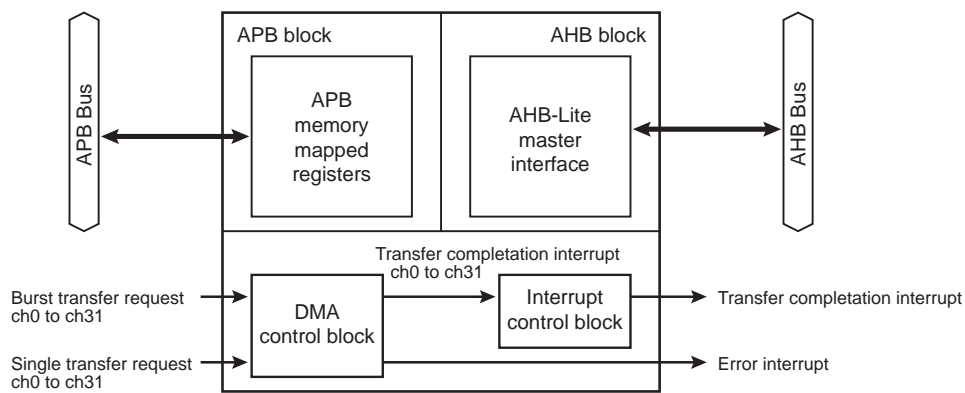 APB block
AHB block
APB Bus
APB
memory
mapped
registers
AHB-Lite
master
interface
AHB Bus
Transfer completation interrupt
ch0 to ch31
Burst transfer request
ch0 to ch31
DMA
control block
Interrupt
control block
Transfer completation interrupt
Single transfer request
ch0 to ch31
Error interrupt